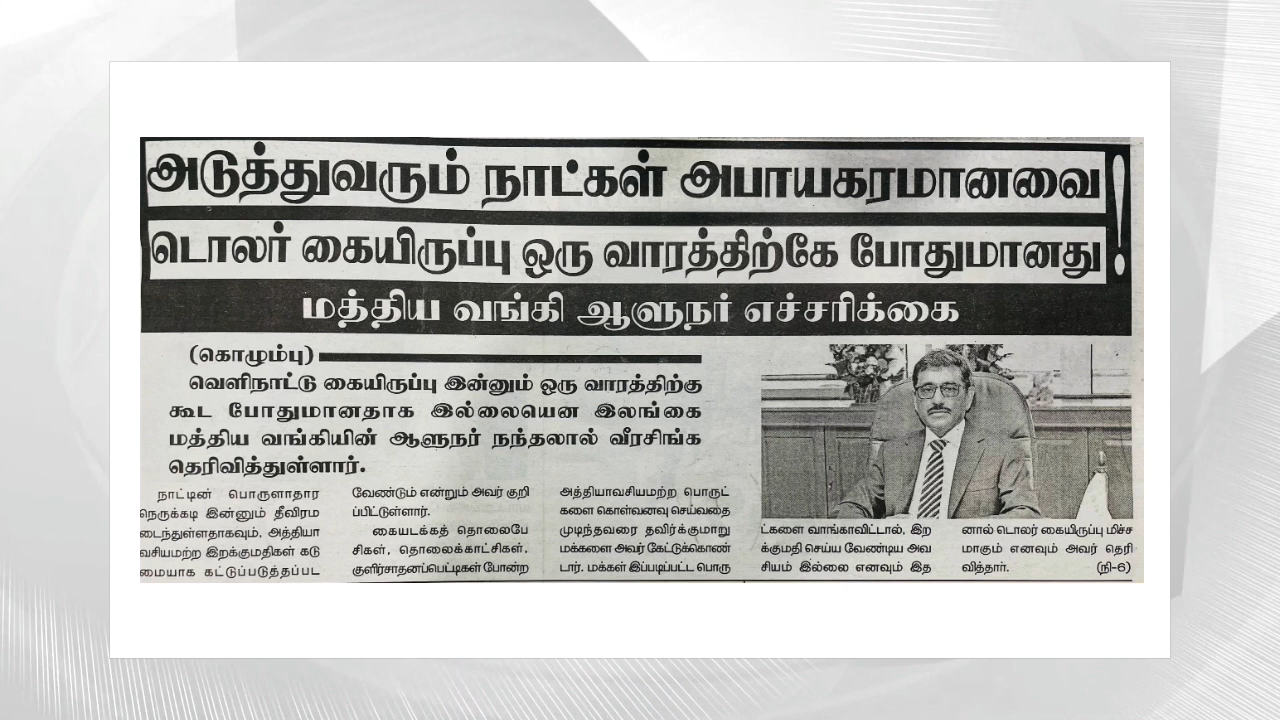 அடுத்துவரும் நாட்கள் அபாயகரமானவை!
டொலர் கையிருப்பு ஒரு வாரத்திற்கே போதுமானது!
மத்திய வங்கி ஆளுநர் எச்சரிக்கை
(கொழும்பு)
வெளிநாட்டு கையிருப்பு இன்னும் ஒரு வாரத்திற்கு
கூட போதுமானதாக இல்லையென இலங்கை
மத்திய வங்கியின் ஆளுநர் நந்தலால் வீரசிங்க
தெரிவித்துள்ளார்.
நாட்டின் பொருளாதார
நெருக்கடி இன்னும் தீவிரம
டைந்துள்ளதாகவும், அத்தியா
வசியமற்ற இறக்குமதிகள் கடு
மையாக கட்டுப்படுத்தப்பட
வேண்டும் என்றும் அவர் குறி
ப்பிட்டுள்ளார்.
கையடக்கத் தொலைபே
சிகள், தொலைக்காட்சிகள்,
குளிர்சாதனப்பெட்டிகள் போன்ற
அத்தியாவசியமற்ற பொருட்
களை கொள்வனவு செய்வதை
முடிந்தவரை தவிர்க்குமாறு
மக்களை அவர் கேட்டுக்கொண்
டார். மக்கள் இப்படிப்பட்ட பொரு
ட்களை வாங்காவிட்டால், இற
க்குமதி செய்ய வேண்டிய அவ
சியம் இல்லை எனவும் இத
னால் டொலர் கையிருப்பு மிச்ச
மாகும் எனவும் அவர் தெரி
வித்தார். (நி-6)